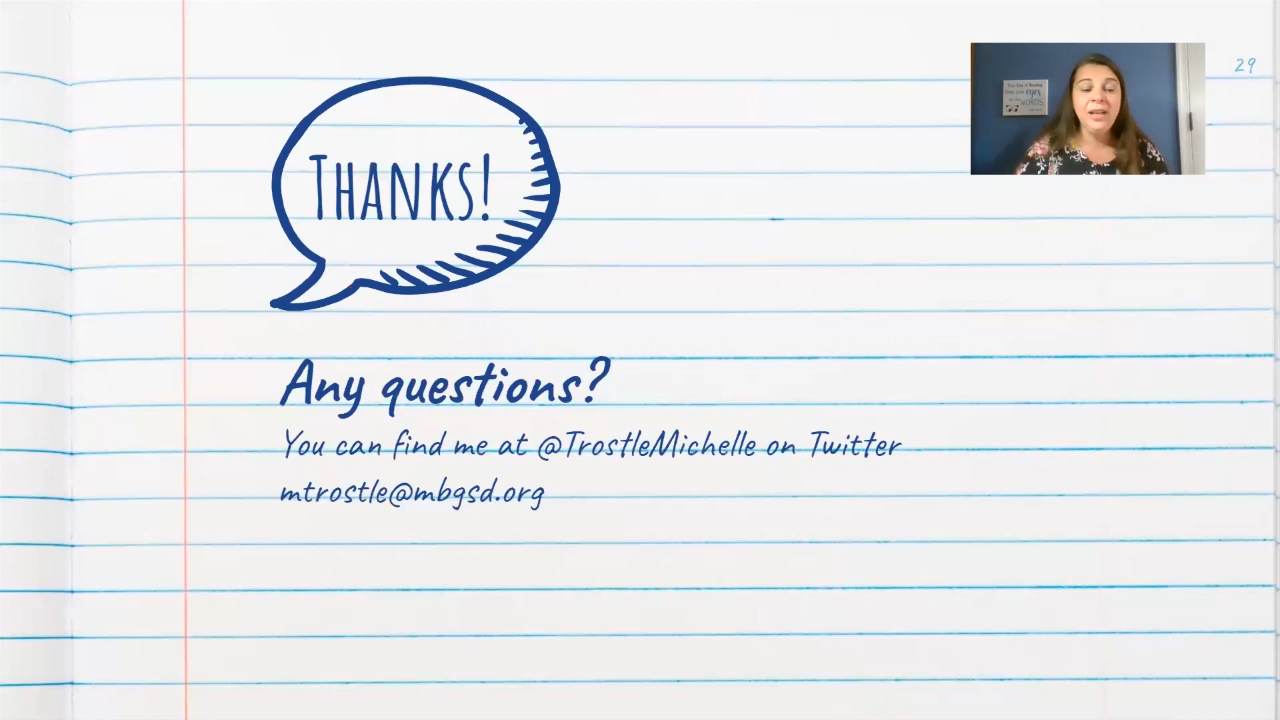 29
THANKS!
Any questions?
You can find me at @TrostleMichelle on Twitter
mtrostle@mbgsd.org